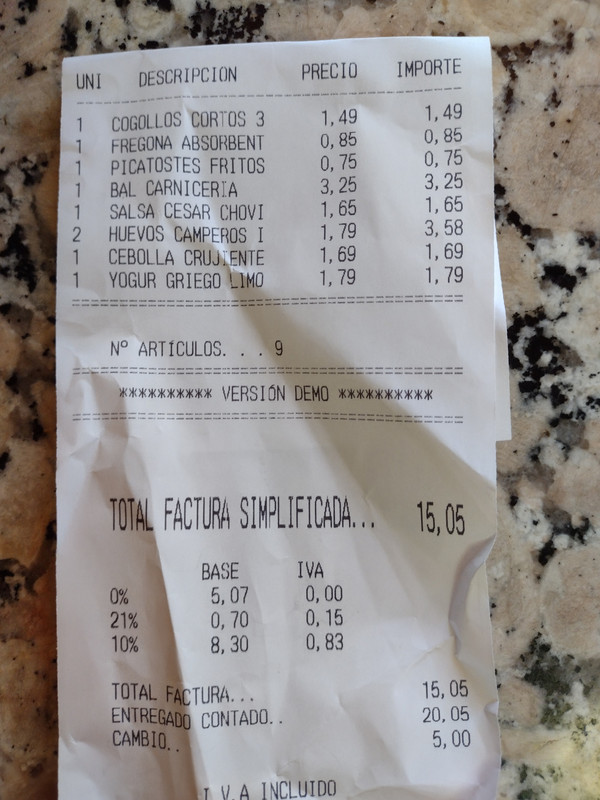 UNI DESCRIPCION PRECIO IMPORTE
1 COGOLLOS CORTOS 3 1,49 1,49
1 FREGONA ABSORBENT 0,85 0,85
1 PICATOSTES FRITOS 0,75 0,75
1 BAL CARNICERIA 3,25 3,25
1 SALSA CESAR CHOVI 1,65 1,65
2 HUEVOS CAMPEROS I 1,79 3,58
1 CEBOLLA CRUJIENTE 1,69 1,69
1 YOGUR GRIEGO LIMO 1,79 1,79
Nº ARTICULOS. . . 9
********** VERSIÓN DEMO **********
TOTAL FACTURA SIMPLIFICADA... 15,05
BASE IVA
0% 5,07 0,00
21% 0,70 0,15
10% 8,30 0,83
TOTAL FACTURA... 15,05
ENTREGADO CONTADO.. 20,05
CAMBIO.. 5,00
I V.A INCLUIDO